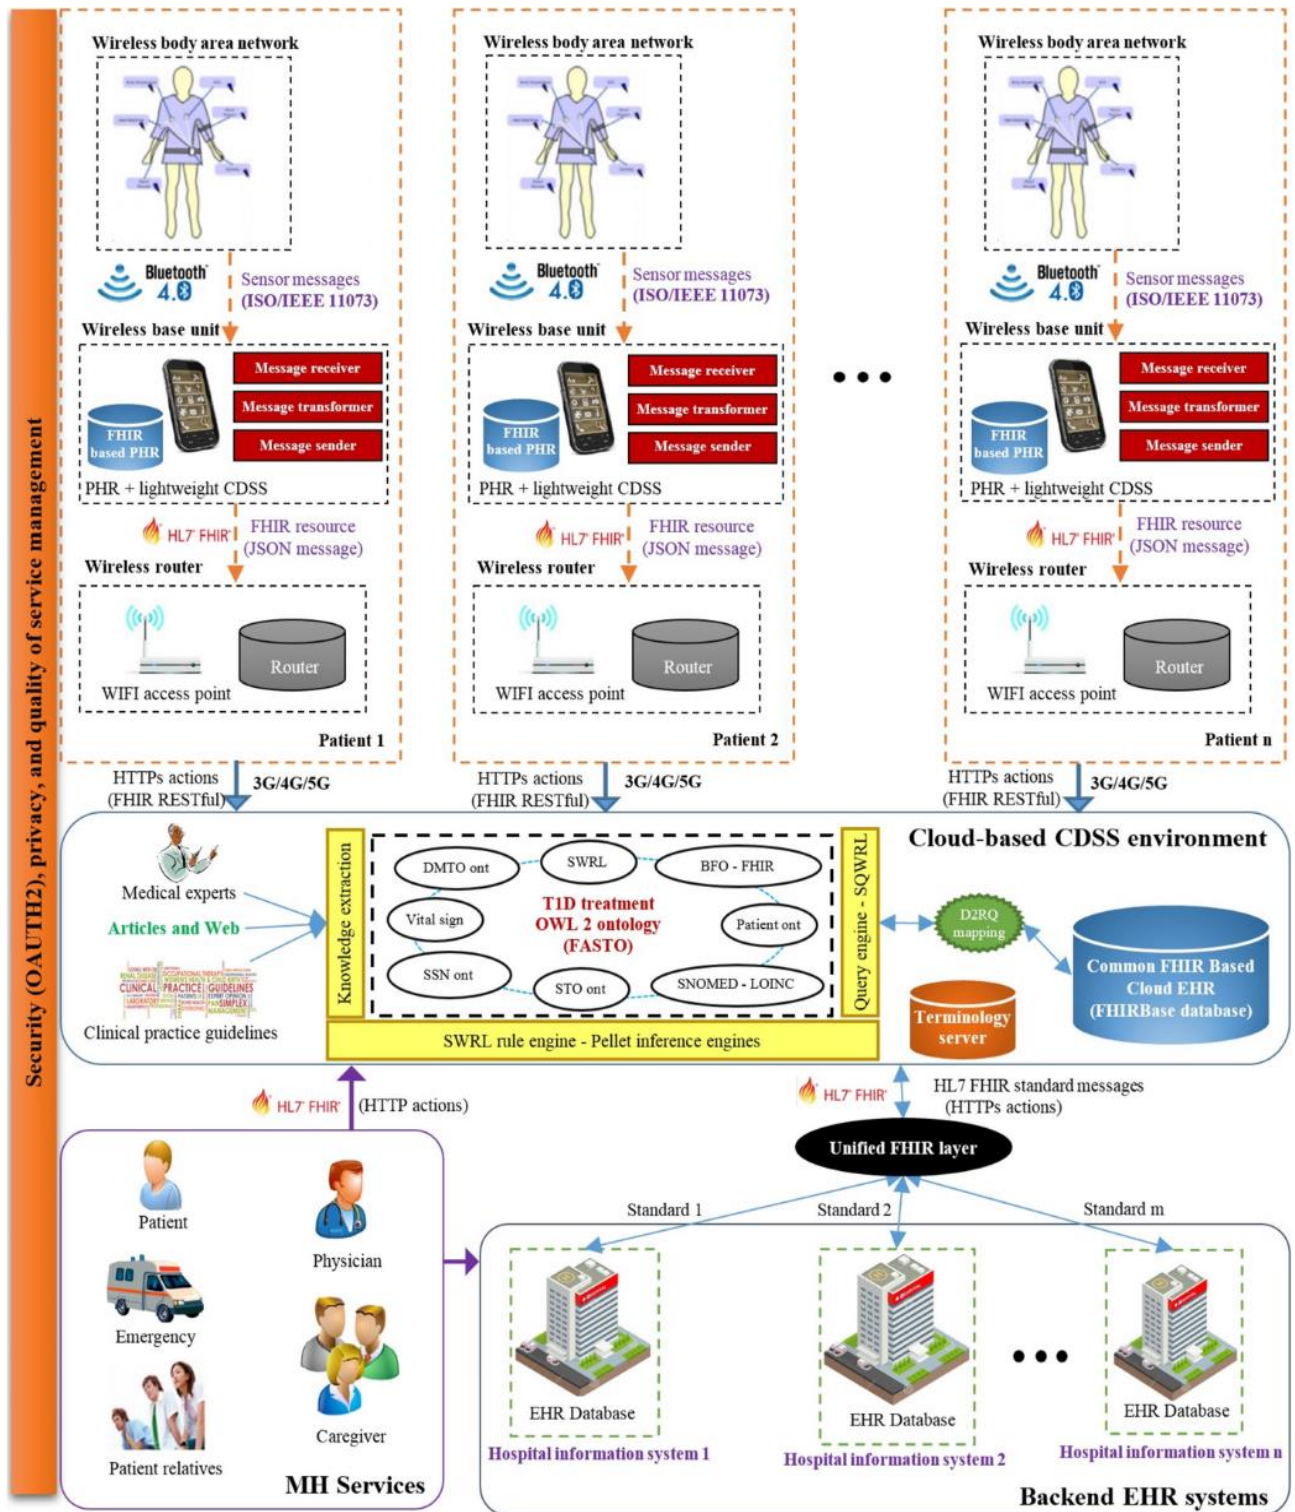 Security (OAUTH2), privacy, and quality of service management
Wireless body area network
Bluetooth
4.0
Sensor messages
(ISO/IEEE 11073)
Wireless base unit
FHIR
based PHR
Message receiver
Message transformer
Message sender
PHR + lightweight CDSS
HL7 FHIR
FHIR resource
(JSON message)
Wireless router
WIFI access point
Router
Patient 1
HTTPs actions
(FHIR RESTful)
3G/4G/5G
Wireless body area network
Bluetooth
4.0
Sensor messages
(ISO/IEEE 11073)
Wireless base unit
FHIR
based PHR
Message receiver
Message transformer
Message sender
PHR + lightweight CDSS
HL7 FHIR
FHIR resource
(JSON message)
Wireless router
WIFI access point
Router
Patient 2
HTTPs actions
(FHIR RESTful)
3G/4G/5G
Wireless body area network
Bluetooth
4.0
Sensor messages
(ISO/IEEE 11073)
Wireless base unit
FHIR
based PHR
Message receiver
Message transformer
Message sender
PHR + lightweight CDSS
HL7 FHIR
FHIR resource
(JSON message)
Wireless router
WIFI access point
Router
Patient n
HTTPs actions
(FHIR RESTful)
3G/4G/5G
Cloud-based CDSS environment
Medical experts
Articles and Web
CLINICAL PRACTICE GUIDELINES
Clinical practice guidelines
Knowledge extraction
DMTO ont
SWRL
BFO - FHIR
Vital sign
T1D treatment
OWL 2 ontology
(FASTO)
Patient ont
SSN ont
STO ont
SNOMED - LOINC
Query engine - SQWRL
SWRL rule engine - Pellet inference engines
D2RQ
mapping
Terminology
server
Common FHIR Based
Cloud EHR
(FHIRBase database)
HL7 FHIR
(HTTP actions)
HL7 FHIR
HL7 FHIR standard messages
(HTTPs actions)
Unified FHIR layer
Standard 1
Standard 2
Standard m
Patient
Physician
Emergency
Caregiver
Patient relatives
MH Services
EHR Database
Hospital information system 1
EHR Database
Hospital information system 2
EHR Database
Hospital information system n
Backend EHR systems